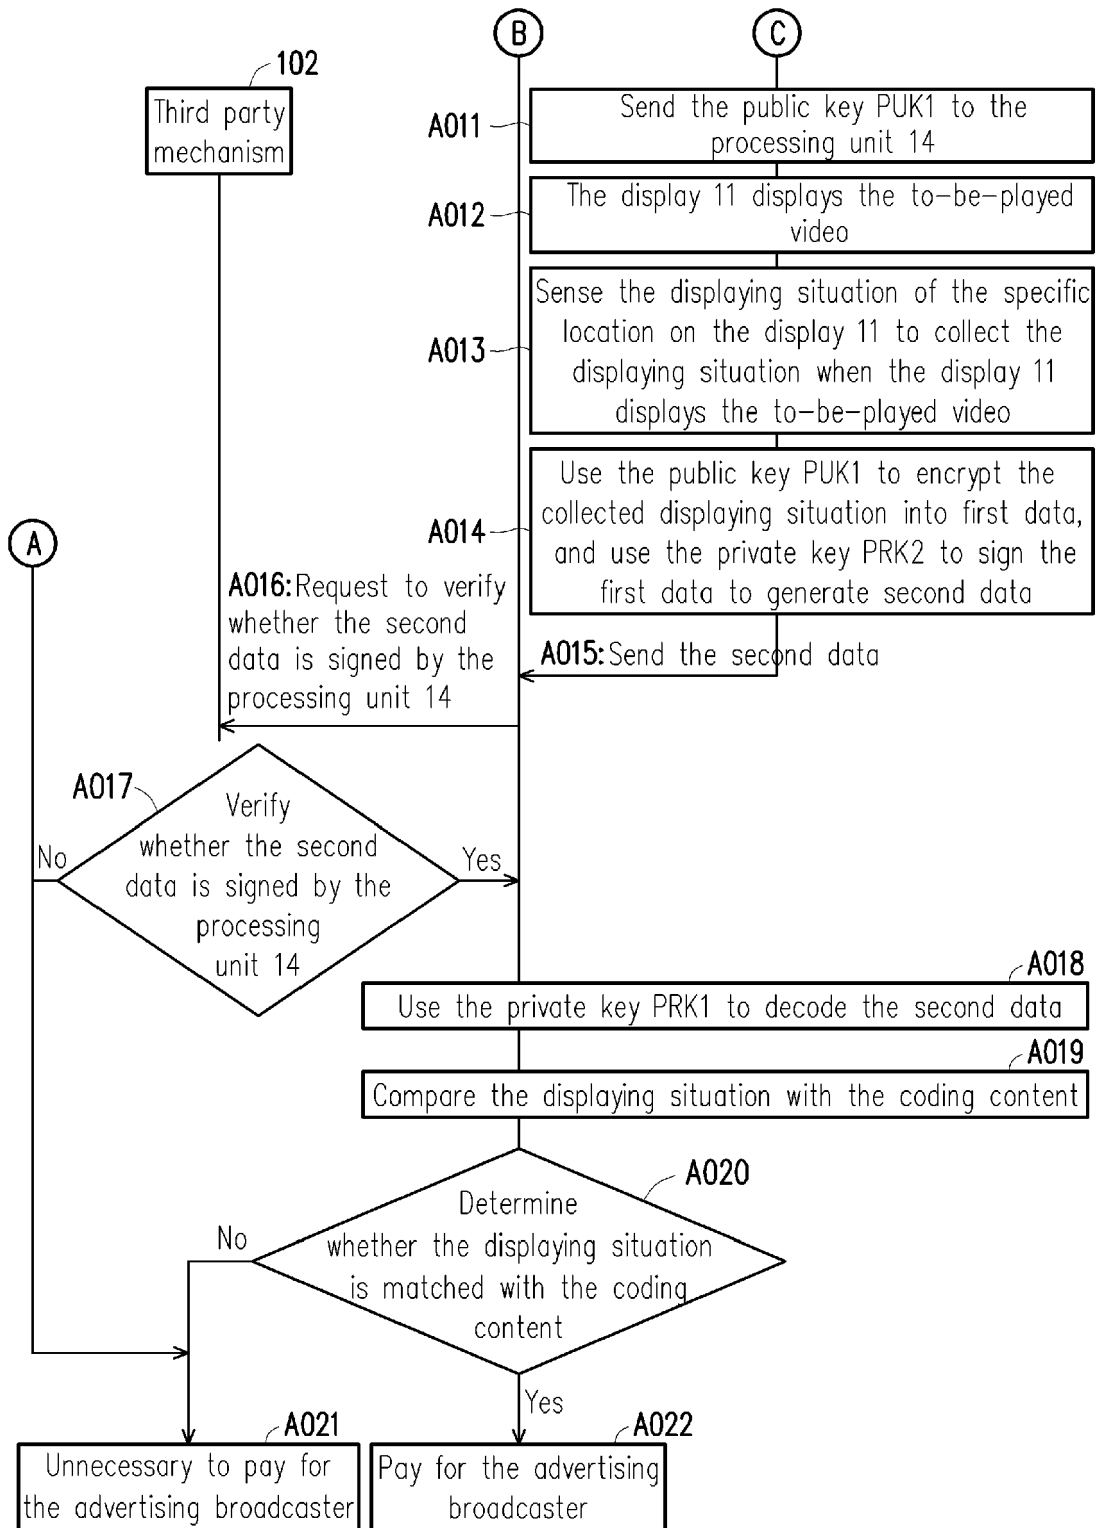 B
C
102
Third party
mechanism
A011
Send the public key PUK1 to the
processing unit 14
A012
The display 11 displays the to-be-played
video
A013
Sense the displaying situation of the specific
location on the display 11 to collect the
displaying situation when the display 11
displays the to-be-played video
A014
Use the public key PUK1 to encrypt the
collected displaying situation into first data,
and use the private key PRK2 to sign the
first data to generate second data
A
A016:Request to verify
whether the second
data is signed by the
processing unit 14
A015:Send the second data
A017
Verify
whether the second
data is signed by the
processing
unit 14
No
Yes
A018
Use the private key PRK1 to decode the second data
A019
Compare the displaying situation with the coding content
A020
Determine
whether the displaying situation
is matched with the coding
content
No
Yes
A021
Unnecessary to pay for
the advertising broadcaster
A022
Pay for the advertising
broadcaster